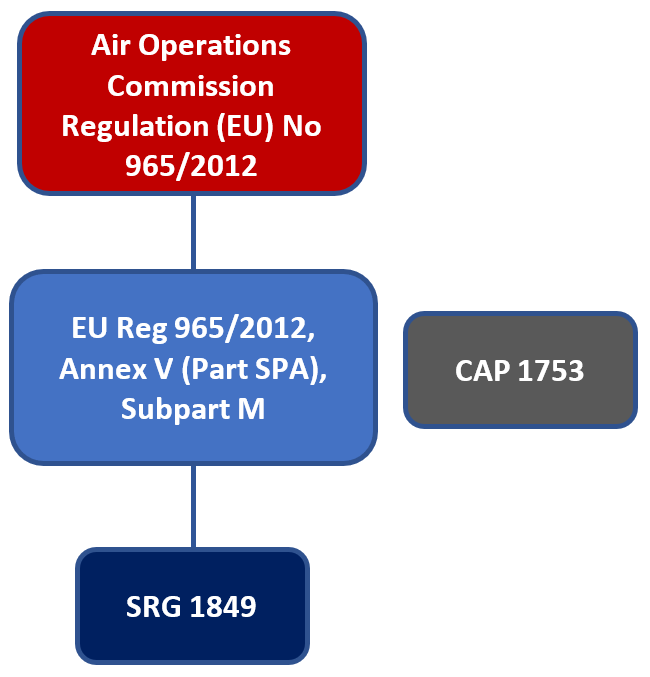 Air Operations
Commission
Regulation (EU) No
965/2012
EU Reg 965/2012,
Annex V (Part SPA),
Subpart M
CAP 1753
SRG 1849